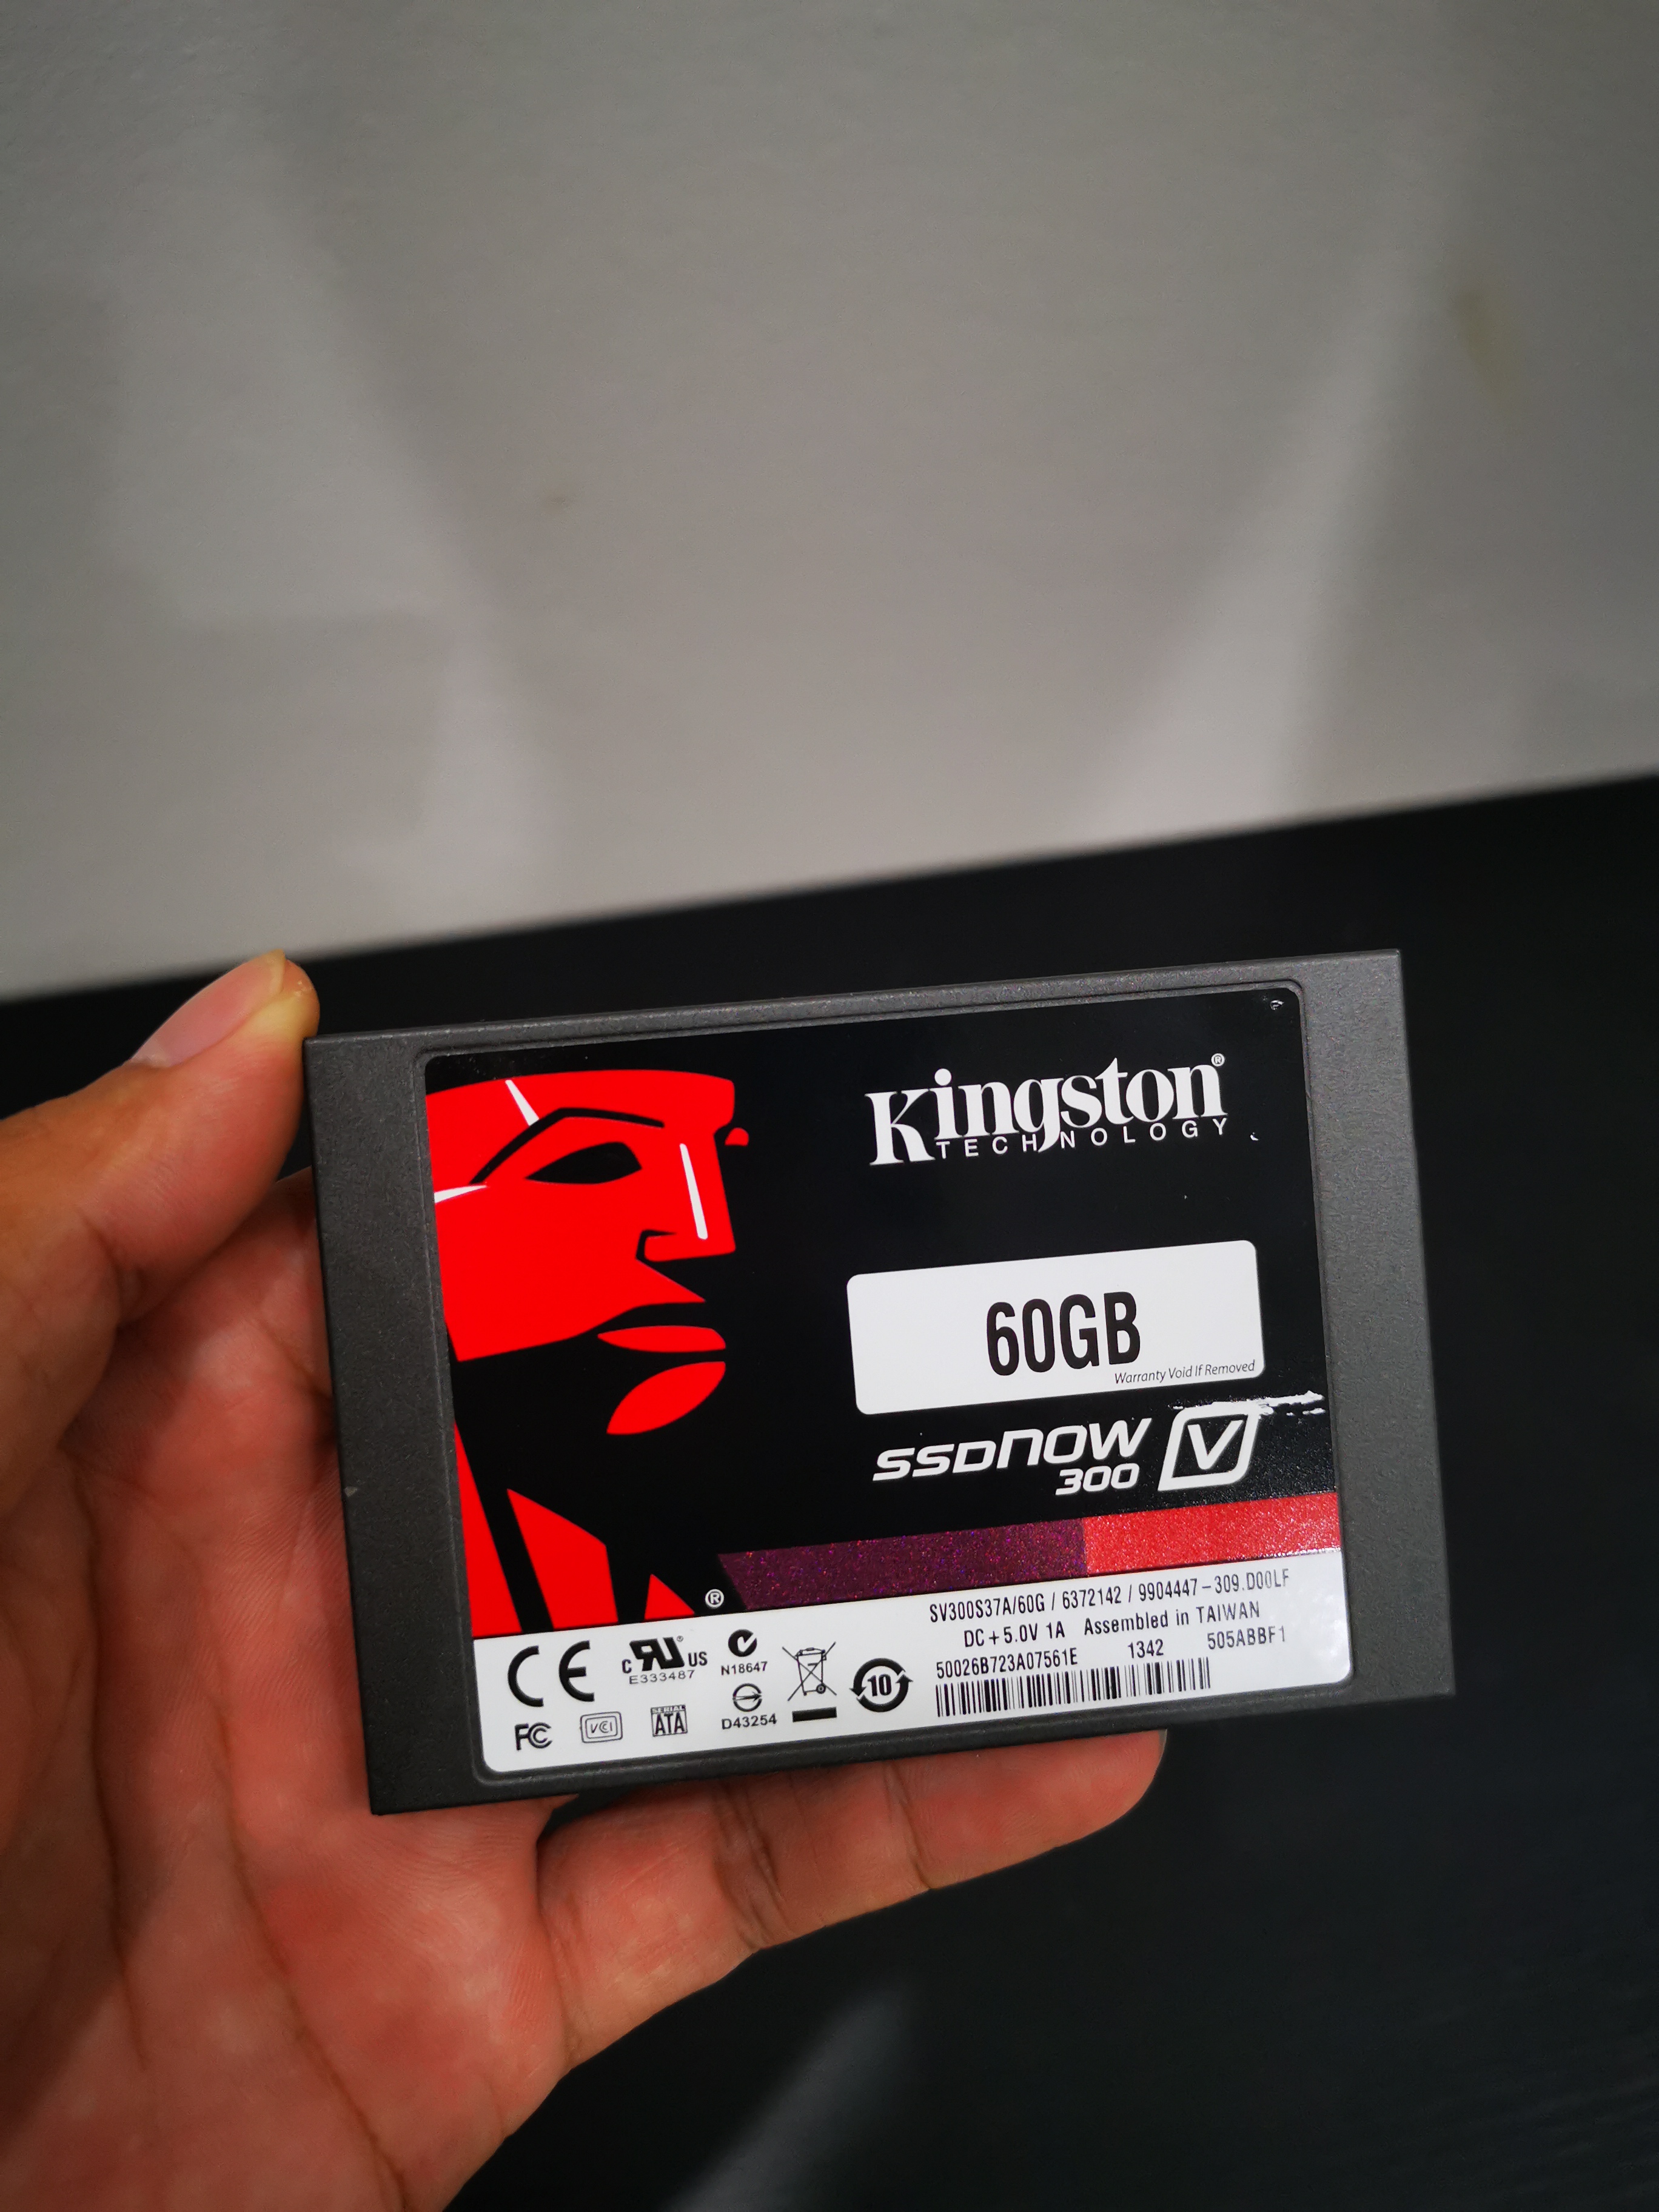 Kingston®
TECHNOLOGY
60GB
Warranty Void If Removed
SSDNOW V
300
®
SV300S37A/60G / 6372142 / 9904447-309.D00LF
DC+5.0V 1A Assembled in TAIWAN
50026B723A07561E 1342 505ABBF1
CE c RU® US
E333487
N18647
10
FC VCI SERIAL ATA
D43254